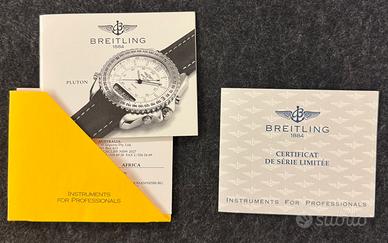 BREITLING
1884
PLUTON
AUSTRALIA
AFRICA
INSTRUMENTS
FOR PROFESSIONALS
BREITLING
1884
CERTIFICAT
DE SÉRIE LIMITÉE
INSTRUMENTS FOR PROFESSIONALS
subito